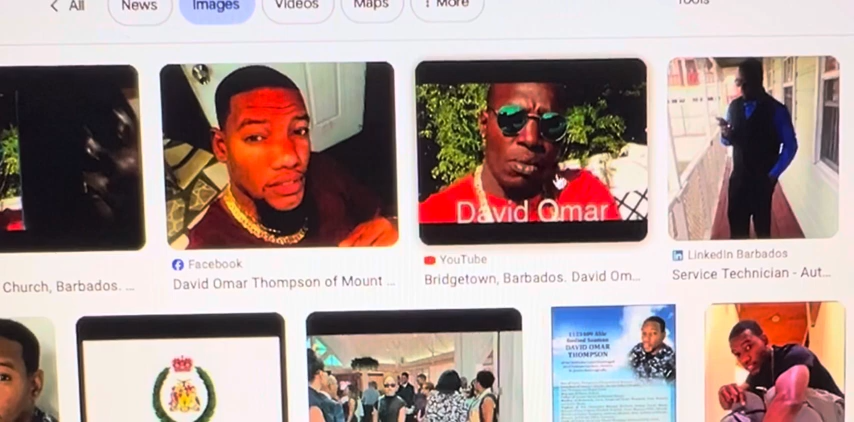 All
News
Images
Videos
Maps
More
Tools
David Omar
Facebook
YouTube
LinkedIn Barbados
Church, Barbados. ...
David Omar Thompson of Mount ...
Bridgetown, Barbados. David Om...
Service Technician - Aut...
DAVID OMAR
THOMPSON